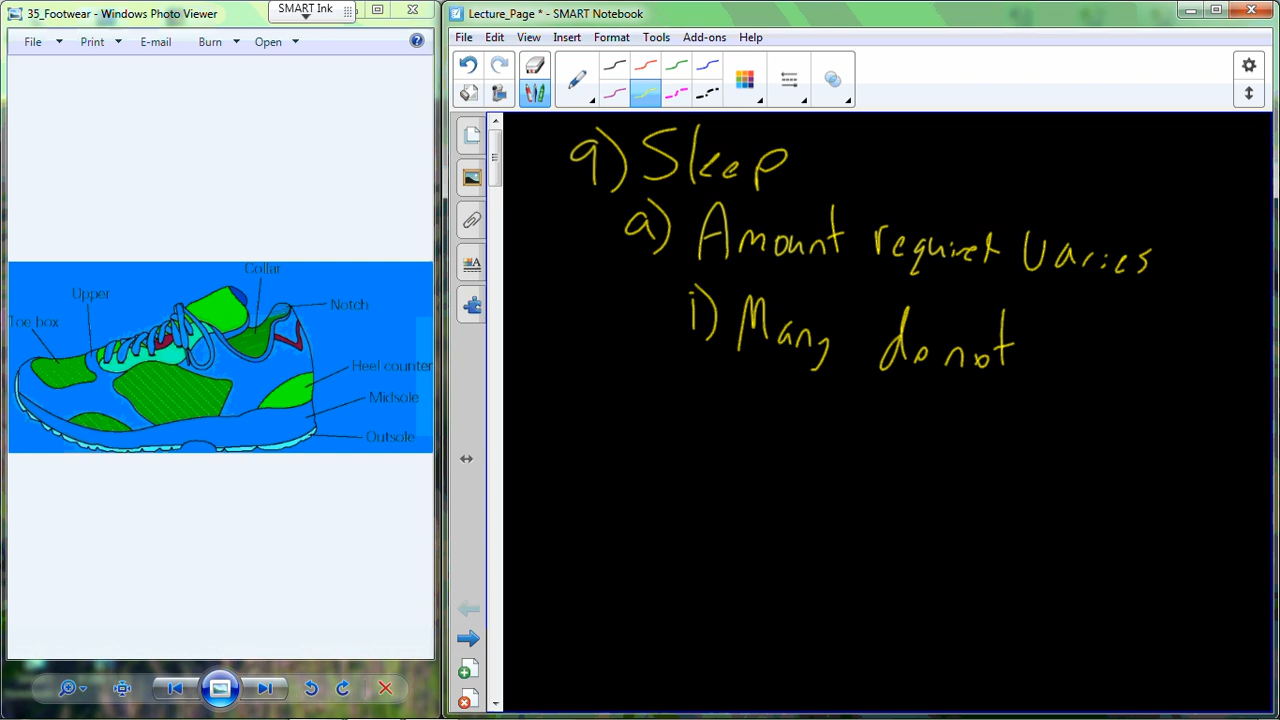 35_Footwear - Windows Photo Viewer
SMART Ink
File Print E-mail Burn Open
Collar
Upper
Notch
Toe box
Heel counter
Midsole
Outsole
Lecture_Page * - SMART Notebook
File Edit View Insert Format Tools Add-ons Help
9) Sleep
a) Amount required varies
i) Many do not